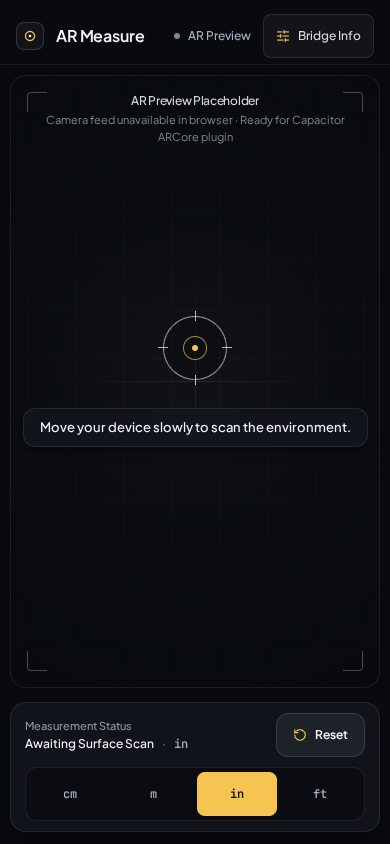 AR Measure
AR Preview
Bridge Info
AR Preview Placeholder
Camera feed unavailable in browser · Ready for Capacitor
ARCore plugin
Move your device slowly to scan the environment.
Measurement Status
Awaiting Surface Scan · in
Reset
cm m in ft